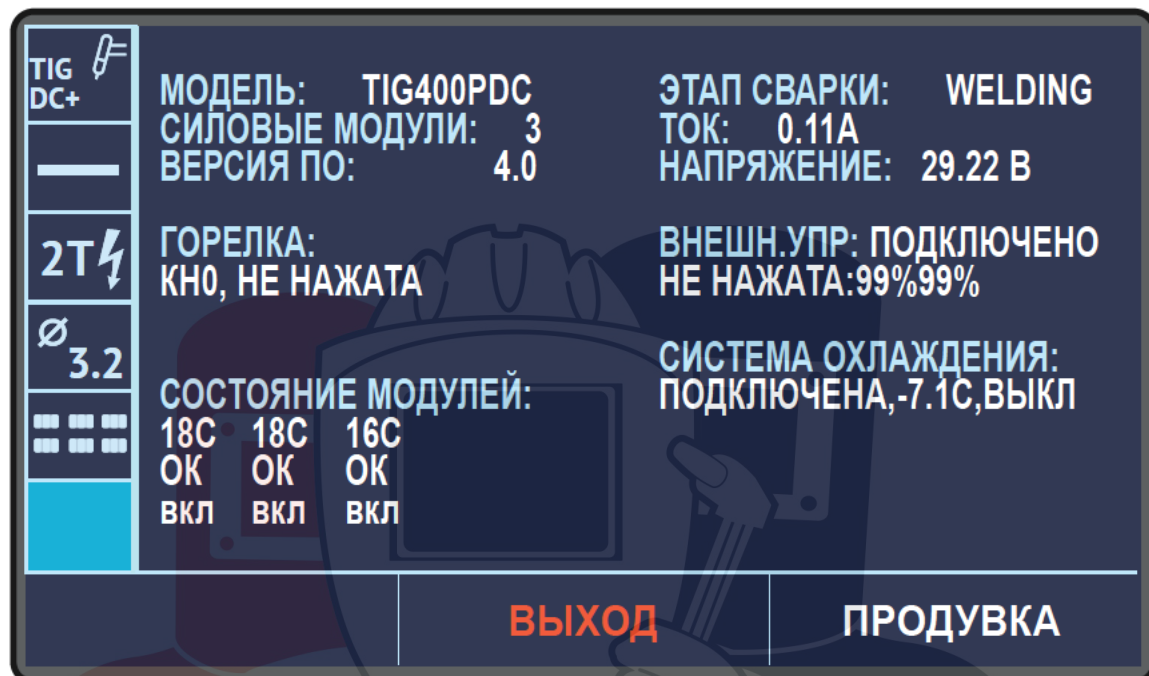 TIG
DC+
2T
Ø 3.2
МОДЕЛЬ: TIG400PDC
СИЛОВЫЕ МОДУЛИ: 3
ВЕРСИЯ ПО: 4.0
ГОРЕЛКА:
КН0, НЕ НАЖАТА
СОСТОЯНИЕ МОДУЛЕЙ:
18С 18С 16С
ОК ОК ОК
ВКЛ ВКЛ ВКЛ
ЭТАП СВАРКИ: WELDING
ТОК: 0.11А
НАПРЯЖЕНИЕ: 29.22 В
ВНЕШН.УПР: ПОДКЛЮЧЕНО
НЕ НАЖАТА:99%99%
СИСТЕМА ОХЛАЖДЕНИЯ:
ПОДКЛЮЧЕНА,-7.1С,ВЫКЛ
ВЫХОД
ПРОДУВКА